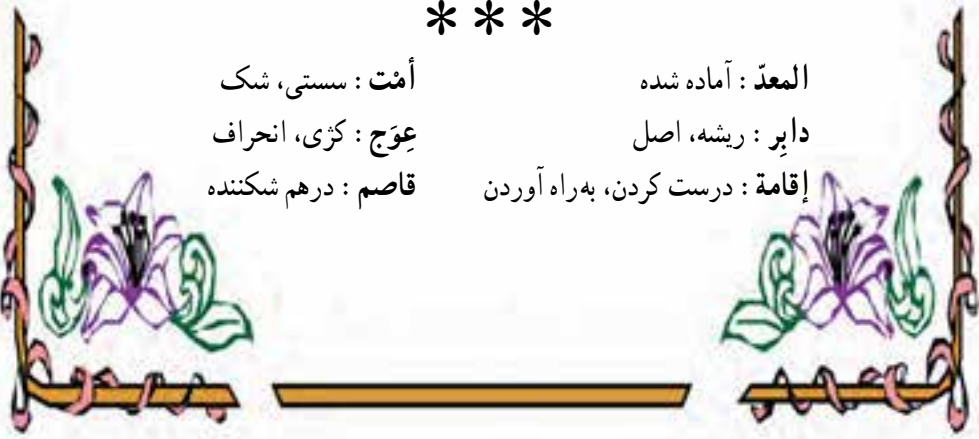 * * *
المعدّ : آماده شده
دابِر : ریشه، اصل
إقامة : درست کردن، به‌راه آوردن
أمْت : سستی، شک
عِوَج : کژی، انحراف
قاصم : درهم شکننده